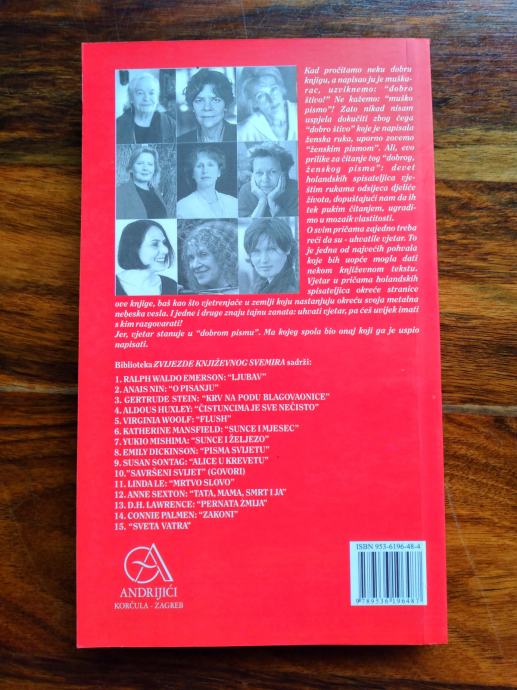 Kad pročitamo neku dobru
knjigu, a napisao ju je muška-
rac, uzviknemo: "dobro
štivo!" Ne kažemo: "muško
pismo"! Zato nikad nisam
uspjela dokučiti zbog čega
"dobro štivo" koje je napisala
ženska ruka, uporno zovemo
"ženskim pismom". Ali, evo
prilike za čitanje tog "dobrog,
ženskog pisma": devet
holandskih spisateljica vje-
štim rukama odsijeca djeliće
života, dopuštajući nam da ih
tek pukim čitanjem, ugradi-
mo u mozaik vlastitosti.
O svim pričama zajedno treba
reći da su - uhvatile vjetar. To
je jedna od najvećih pohvala
koje bih uopće mogla dati
nekom književnom tekstu.
Vjetar u pričama holandskih
spisateljica okreće stranice
ove knjige, baš kao što vjetrenjače u zemlji koju nastanjuju okreću svoja metalna
nebeska vesla. I jedne i druge znaju tajnu zanata: uhvati vjetar, pa ćeš uvijek imati
s kim razgovarati!
Jer, vjetar stanuje u "dobrom pismu". Ma kojeg spola bio onaj koji ga je uspio
napisati.
Biblioteka ZVIJEZDE KNJIŽEVNOG SVEMIRA sadrži:
1. RALPH WALDO EMERSON: "LJUBAV"
2. ANAIS NIN: "O PISANJU"
3. GERTRUDE STEIN: "KRV NA PODU BLAGOVAONICE"
4. ALDOUS HUXLEY: "ČISTUNCIMA JE SVE NEČISTO"
5. VIRGINIA WOOLF: "FLUSH"
6. KATHERINE MANSFIELD: "SUNCE I MJESEC"
7. YUKIO MISHIMA: "SUNCE I ŽELJEZO"
8. EMILY DICKINSON: "PISMA SVIJETU"
9. SUSAN SONTAG: "ALICE U KREVETU"
10."SAVRŠENI SVIJET" (GOVORI)
11. LINDA LE: "MRTVO SLOVO"
12. ANNE SEXTON: "TATA, MAMA, SMRT I JA"
13. D.H. LAWRENCE: "PERNATA ZMIJA"
14. CONNIE PALMEN: "ZAKONI"
15. "SVETA VATRA"
ANDRIJIĆI
KORČULA - ZAGREB
ISBN 953-6196-48-4
9 789536 196487